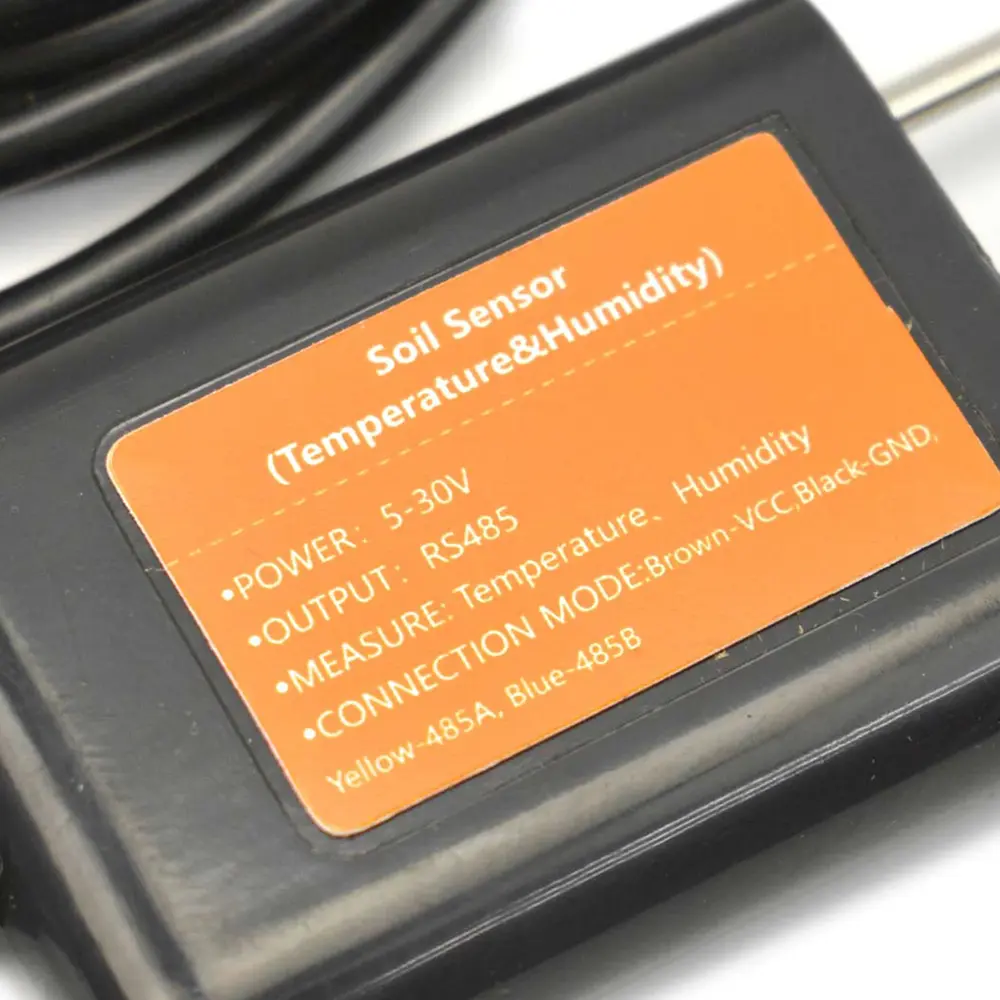 Soil Sensor
(Temperature&Humidity)
•POWER： 5-30V
•OUTPUT： RS485
•MEASURE: Temperature、Humidity
•CONNECTION MODE:Brown-VCC,Black-GND,
Yellow-485A, Blue-485B